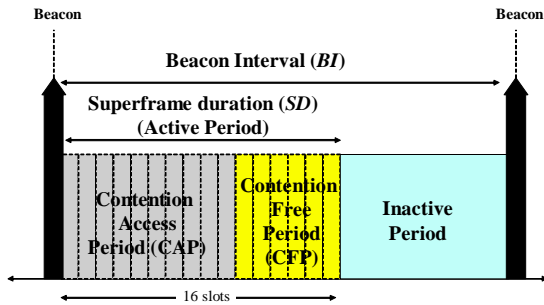 Beacon
Beacon
Beacon Interval (BI)
Superframe duration (SD)
(Active Period)
Contention
Access
Period (CAP)
Contention
Free
Period
(CFP)
Inactive
Period
16 slots